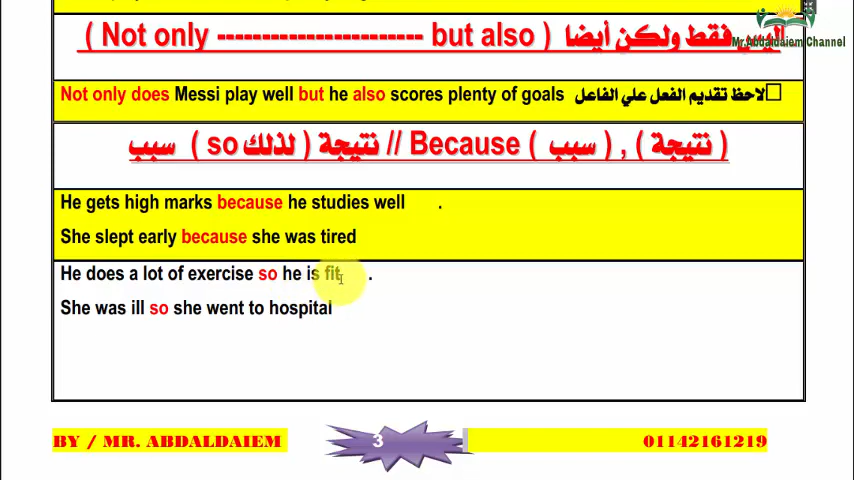 Mr.Abdaldaiem Channel
( Not only ----------------------- but also ) اليس فقط ولكن أيضا
Not only does Messi play well but he also scores plenty of goals لاحظ تقديم الفعل علي الفاعل
سبب ( so لذلك ) نتيجة // Because ( سبب ) , ( نتيجة )
He gets high marks because he studies well .
She slept early because she was tired
He does a lot of exercise so he is fit .
She was ill so she went to hospital
BY / MR. ABDALDAIEM 3 01142161219